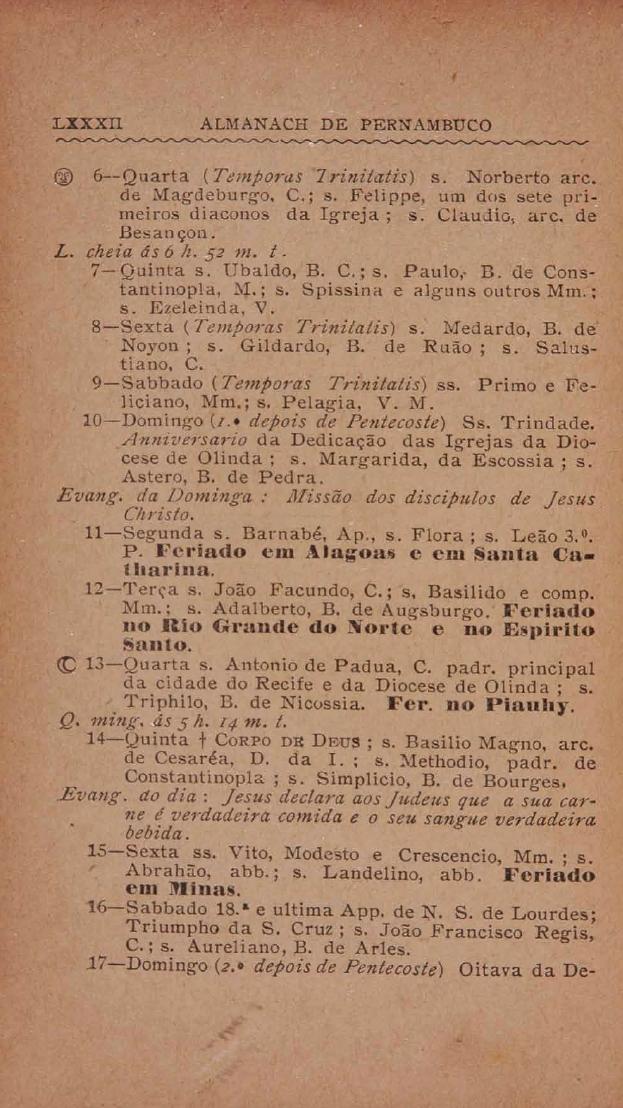 LXXXII ALMANACH DE PERNAMBUCO
6--Quarta (Temporas Trinitatis) s. Norberto arc.
de Magdeburgo, C.; s. Felippe, um dos sete pri-
meiros diaconos da Igreja ; s. Claudio, arc. de
Besançon.
L. cheia ás 6 h. 52 m. t.
7—Quinta s. Ubaldo, B. C.; s. Paulo, B. de Cons-
tantinopla, M.; s. Spissina e alguns outros Mm.;
s. Ezeleinda, V.
8—Sexta (Temporas Trinitatis) s. Medardo, B. de
Noyon ; s. Gildardo, B. de Ruão ; s. Salus-
tiano, C.
9—Sabbado (Temporas Trinitatis) ss. Primo e Fe-
liciano, Mm.; s. Pelagia, V. M.
10—Domingo (1.º depois de Pentecoste) Ss. Trindade.
Anniversario da Dedicação das Igrejas da Dio-
cese de Olinda ; s. Margarida, da Escossia ; s.
Astero, B. de Pedra.
Evang. da Dominga : Missão dos discipulos de Jesus
Christo.
11—Segunda s. Barnabé, Ap., s. Flora ; s. Leão 3.º.
P. Feriado em Alagoas e em Santa Ca-
tharina.
12—Terça s. João Facundo, C.; s, Basilido e comp.
Mm.; s. Adalberto, B. de Augsburgo. Feriado
no Rio Grande do Norte e no Espirito
Santo.
13—Quarta s. Antonio de Padua, C. padr. principal
da cidade do Recife e da Diocese de Olinda ; s.
Triphilo, B. de Nicossia. Fer. no Piauhy.
Q. ming. ás 5 h. 14 m. t.
14—Quinta † CORPO DE DEUS ; s. Basilio Magno, arc.
de Cesaréa, D. da I. ; s. Methodio, padr. de
Constantinopla ; s. Simplicio, B. de Bourges,
Evang. do dia : Jesus declara aos Judeus que a sua car-
ne é verdadeira comida e o seu sangue verdadeira
bebida.
15—Sexta ss. Vito, Modesto e Crescencio, Mm. ; s.
Abrahão, abb.; s. Landelino, abb. Feriado
em Minas.
16—Sabbado 18.ª e ultima App. de N. S. de Lourdes;
Triumpho da S. Cruz ; s. João Francisco Regis,
C.; s. Aureliano, B. de Arles.
17—Domingo (2.º depois de Pentecoste) Oitava da De-